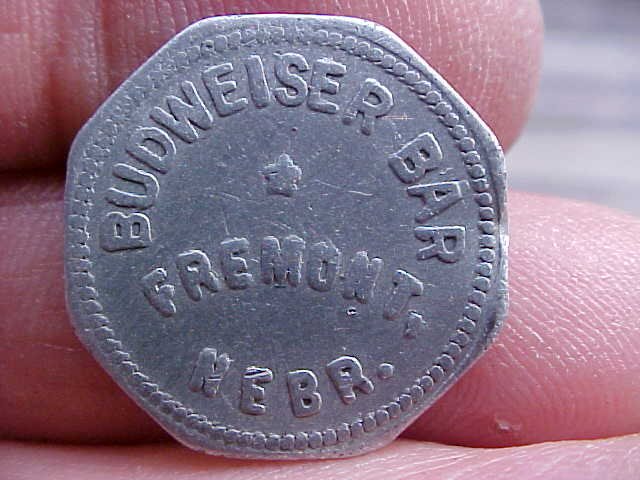 BUDWEISER BAR
FREMONT,
NEBR.